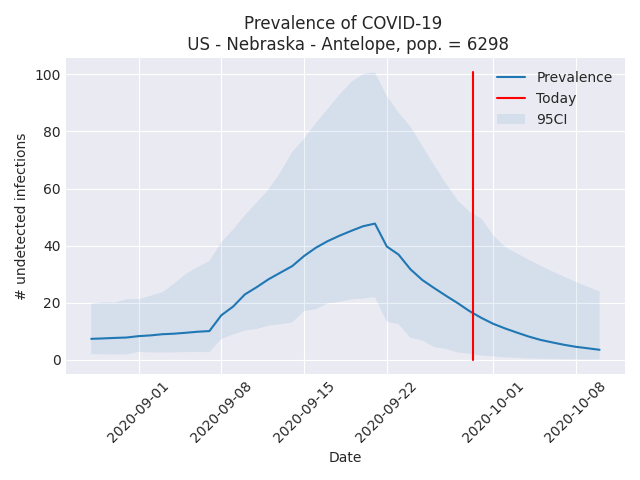 Prevalence of COVID-19
US - Nebraska - Antelope, pop. = 6298
100
80
60
40
20
0
# undetected infections
Prevalence
Today
95CI
2020-09-01
2020-09-08
2020-09-15
2020-09-22
2020-10-01
2020-10-08
Date